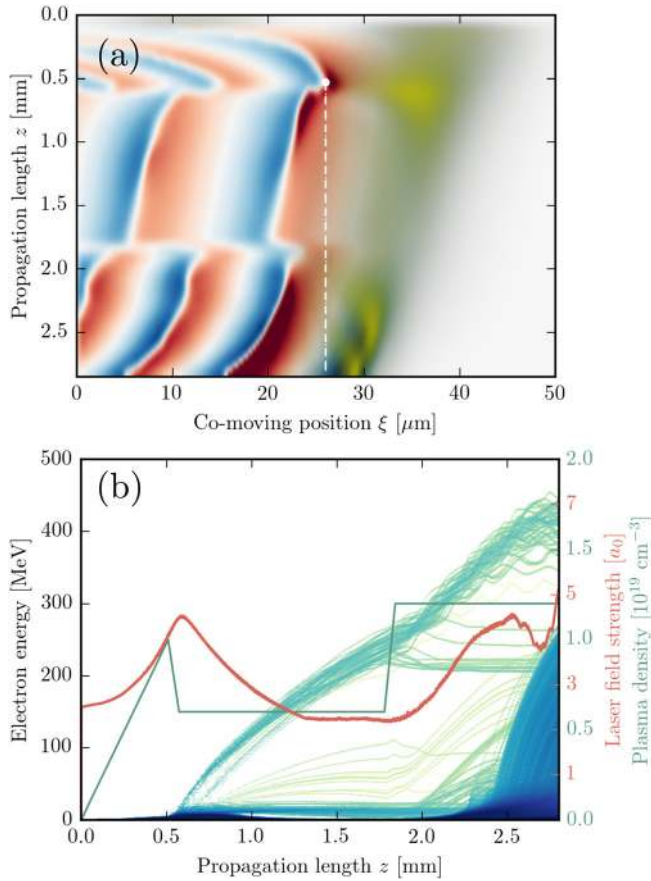 (a)
0.0
0.5
1.0
1.5
2.0
2.5
Propagation length z [mm]
0 10 20 30 40 50
Co-moving position ξ [μm]
(b)
500
400
300
200
100
0
Electron energy [MeV]
0.0 0.5 1.0 1.5 2.0 2.5
Propagation length z [mm]
7
5
3
1
Laser field strength [a₀]
2.0
1.5
1.0
0.5
0.0
Plasma density [10¹⁹ cm⁻³]